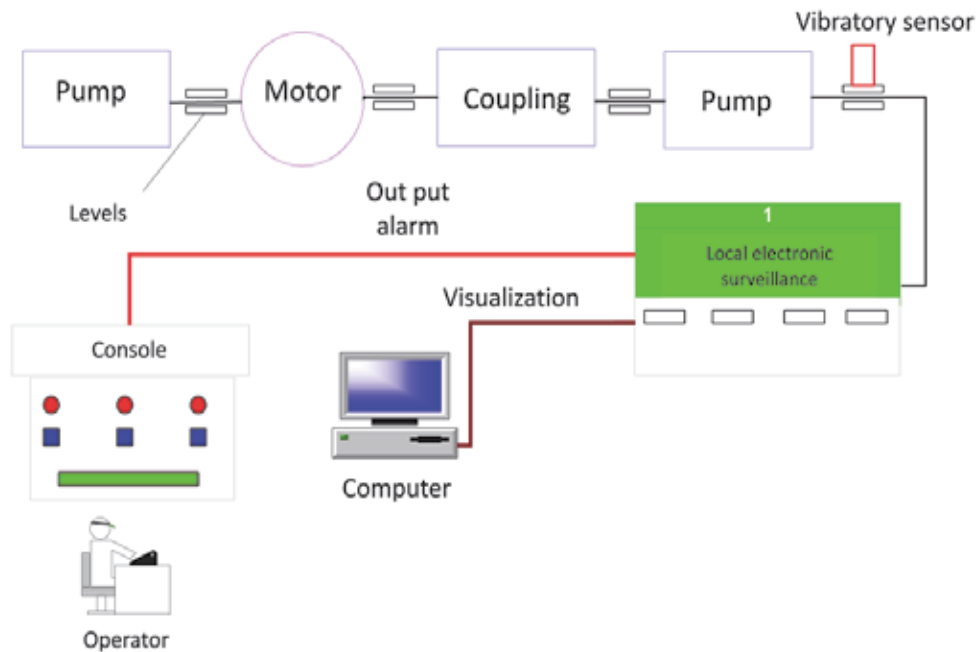 Vibratory sensor
Pump
Motor
Coupling
Pump
Levels
Out put
alarm
1
Local electronic
surveillance
Visualization
Console
Computer
Operator